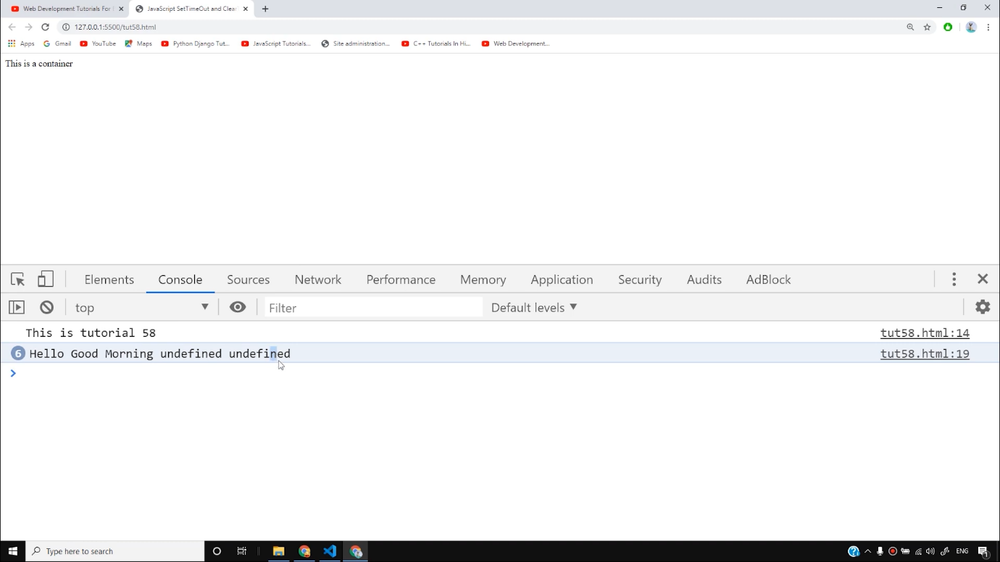 Web Development Tutorials For
JavaScript SetTimeOut and Clear
127.0.0.1:5500/tut58.html
Apps Gmail YouTube Maps Python Django Tut... JavaScript Tutorials... Site administration... C++ Tutorials In Hi... Web Development...
This is a container
Elements Console Sources Network Performance Memory Application Security Audits AdBlock
top Filter Default levels
This is tutorial 58 tut58.html:14
6 Hello Good Morning undefined undefined tut58.html:19
Type here to search ENG 1